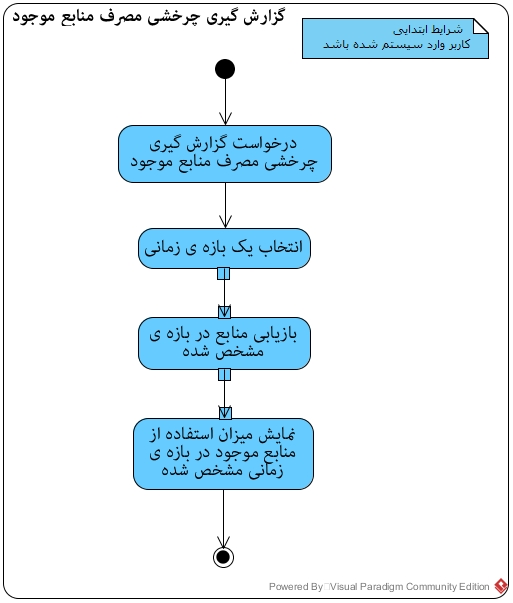 گزارش گیری چرخشی مصرف منابع موجود
شرایط ابتدایی
کاربر وارد سیستم شده باشد
درخواست گزارش گیری
چرخشی مصرف منابع موجود
انتخاب یک بازه ی زمانی
بازیابی منابع در بازه ی
مشخص شده
نمایش میزان استفاده از
منابع موجود در بازه ی
زمانی مشخص شده
Powered By Visual Paradigm Community Edition